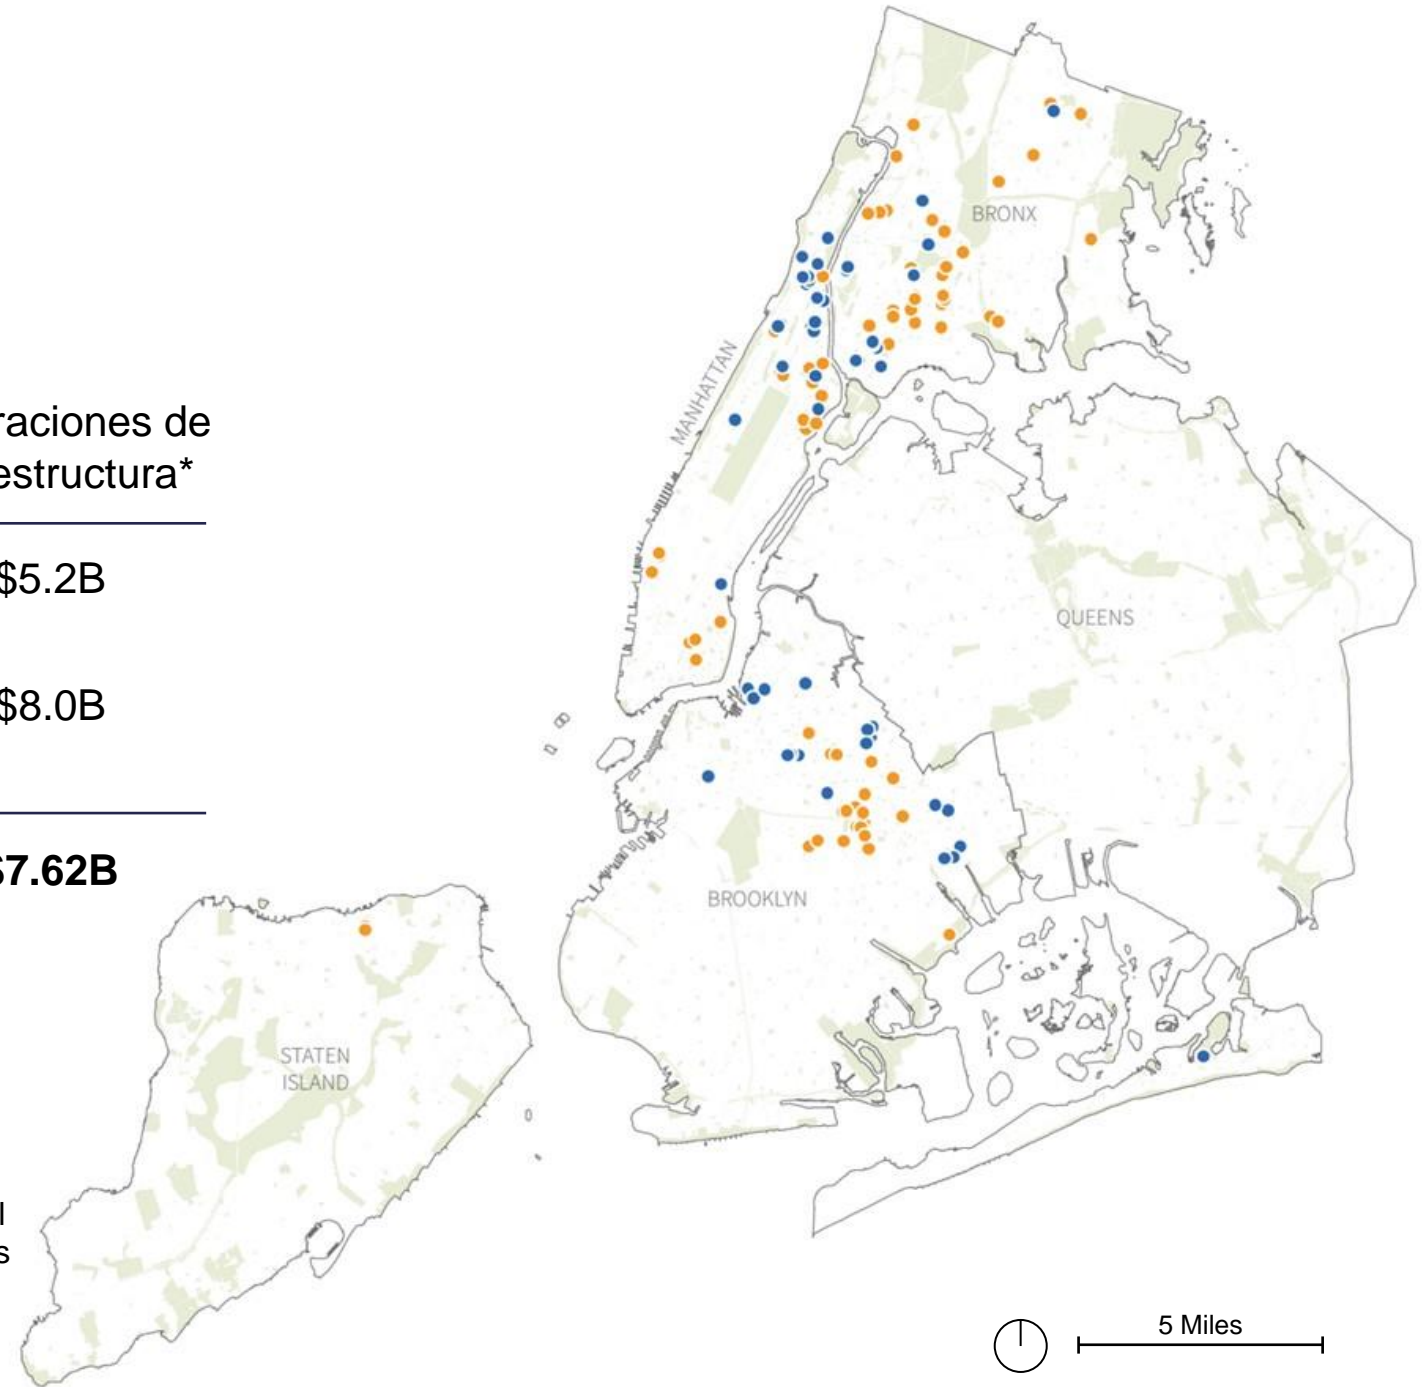 raciones de
estructura*
$5.2B
$8.0B
$7.62B
l
s
BRONX
MANHATTAN
QUEENS
BROOKLYN
STATEN
ISLAND
5 Miles